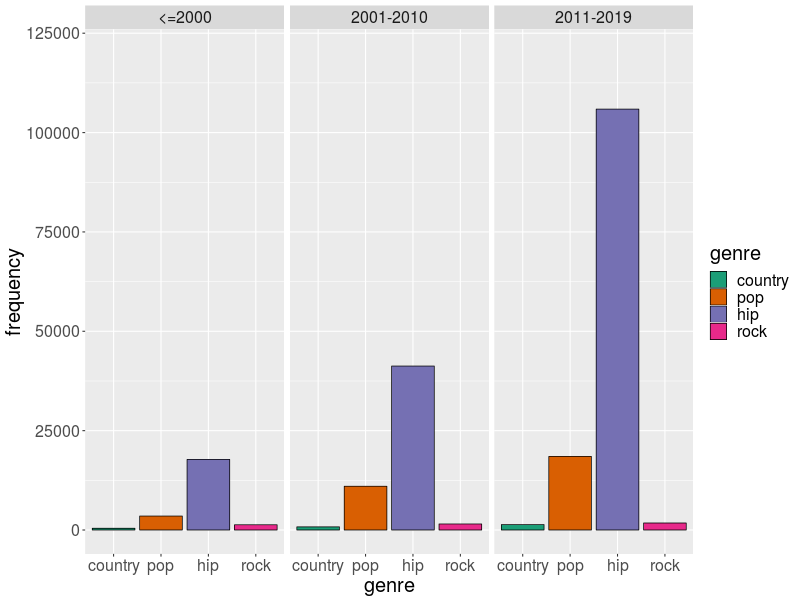 <=2000 2001-2010 2011-2019
125000
100000
75000
50000
25000
0
frequency
country pop hip rock country pop hip rock country pop hip rock
genre
genre
country
pop
hip
rock